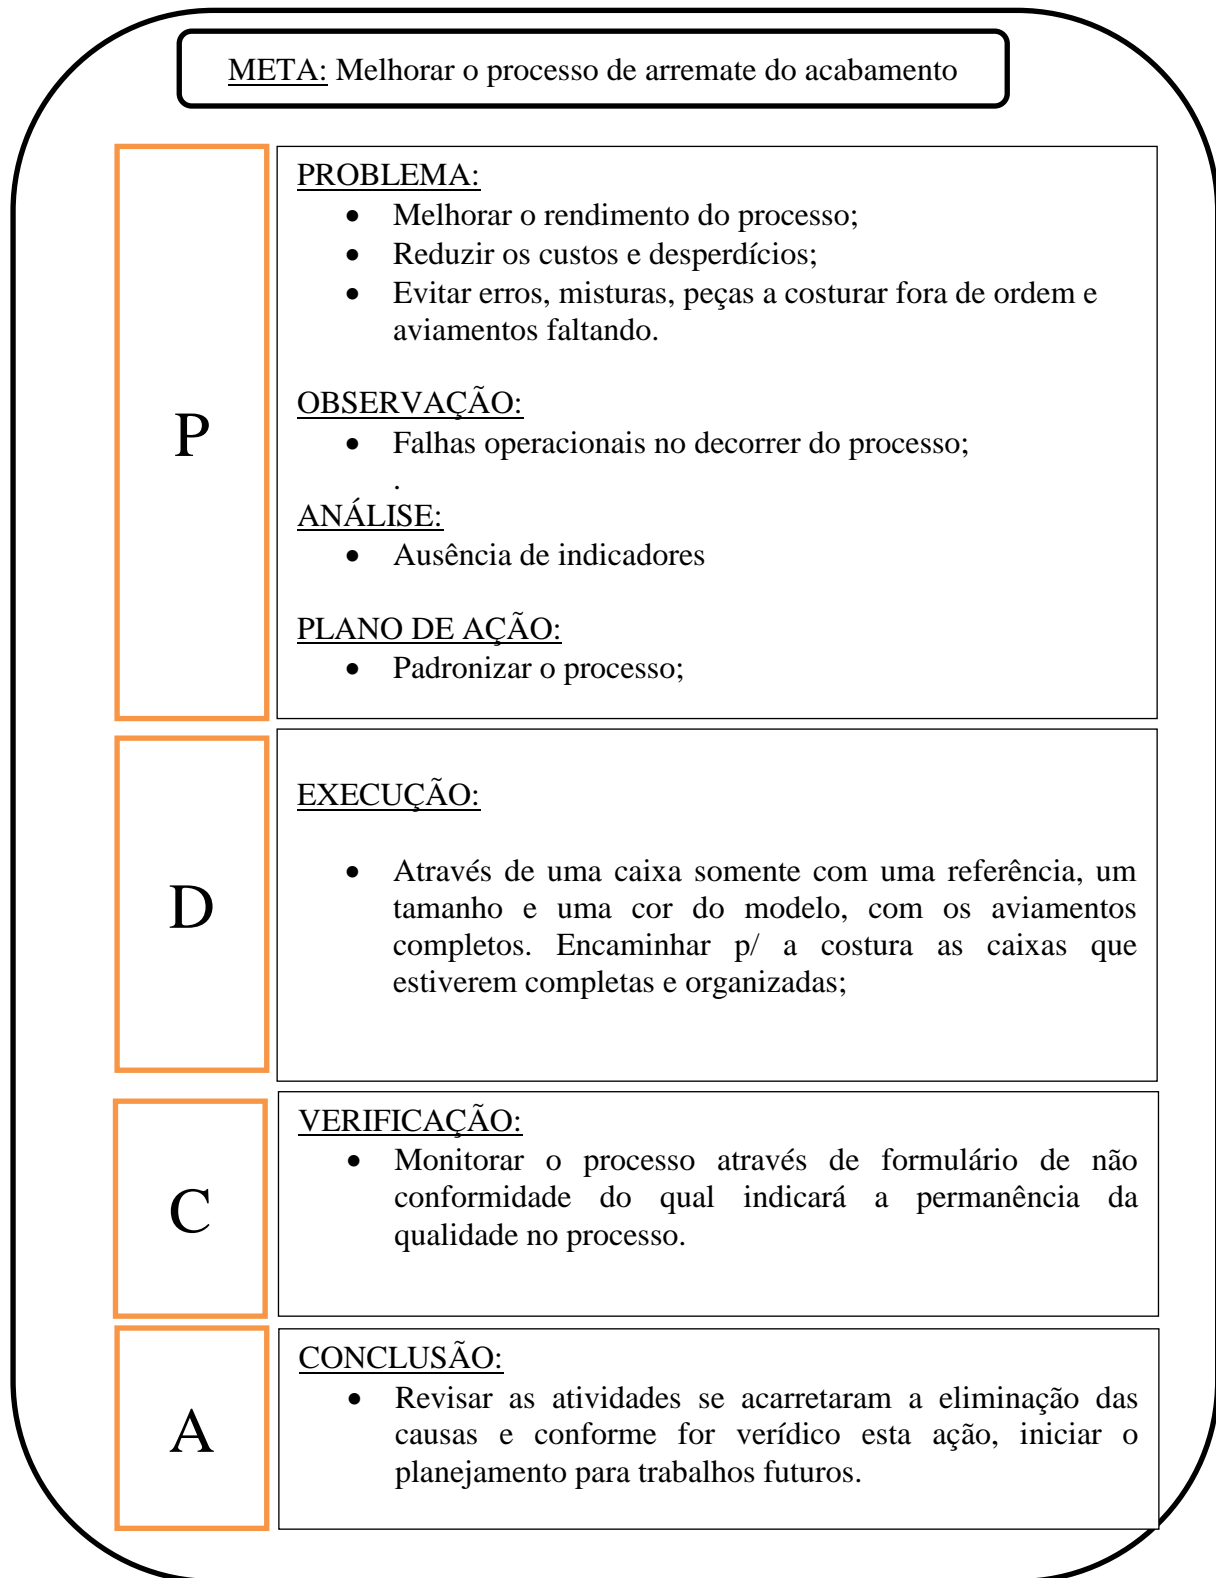 META: Melhorar o processo de arremate do acabamento
P
PROBLEMA:
• Melhorar o rendimento do processo;
• Reduzir os custos e desperdícios;
• Evitar erros, misturas, peças a costurar fora de ordem e
aviamentos faltando.
OBSERVAÇÃO:
• Falhas operacionais no decorrer do processo;
.
ANÁLISE:
• Ausência de indicadores
PLANO DE AÇÃO:
• Padronizar o processo;
D
EXECUÇÃO:
• Através de uma caixa somente com uma referência, um
tamanho e uma cor do modelo, com os aviamentos
completos. Encaminhar p/ a costura as caixas que
estiverem completas e organizadas;
C
VERIFICAÇÃO:
• Monitorar o processo através de formulário de não
conformidade do qual indicará a permanência da
qualidade no processo.
A
CONCLUSÃO:
• Revisar as atividades se acarretaram a eliminação das
causas e conforme for verídico esta ação, iniciar o
planejamento para trabalhos futuros.